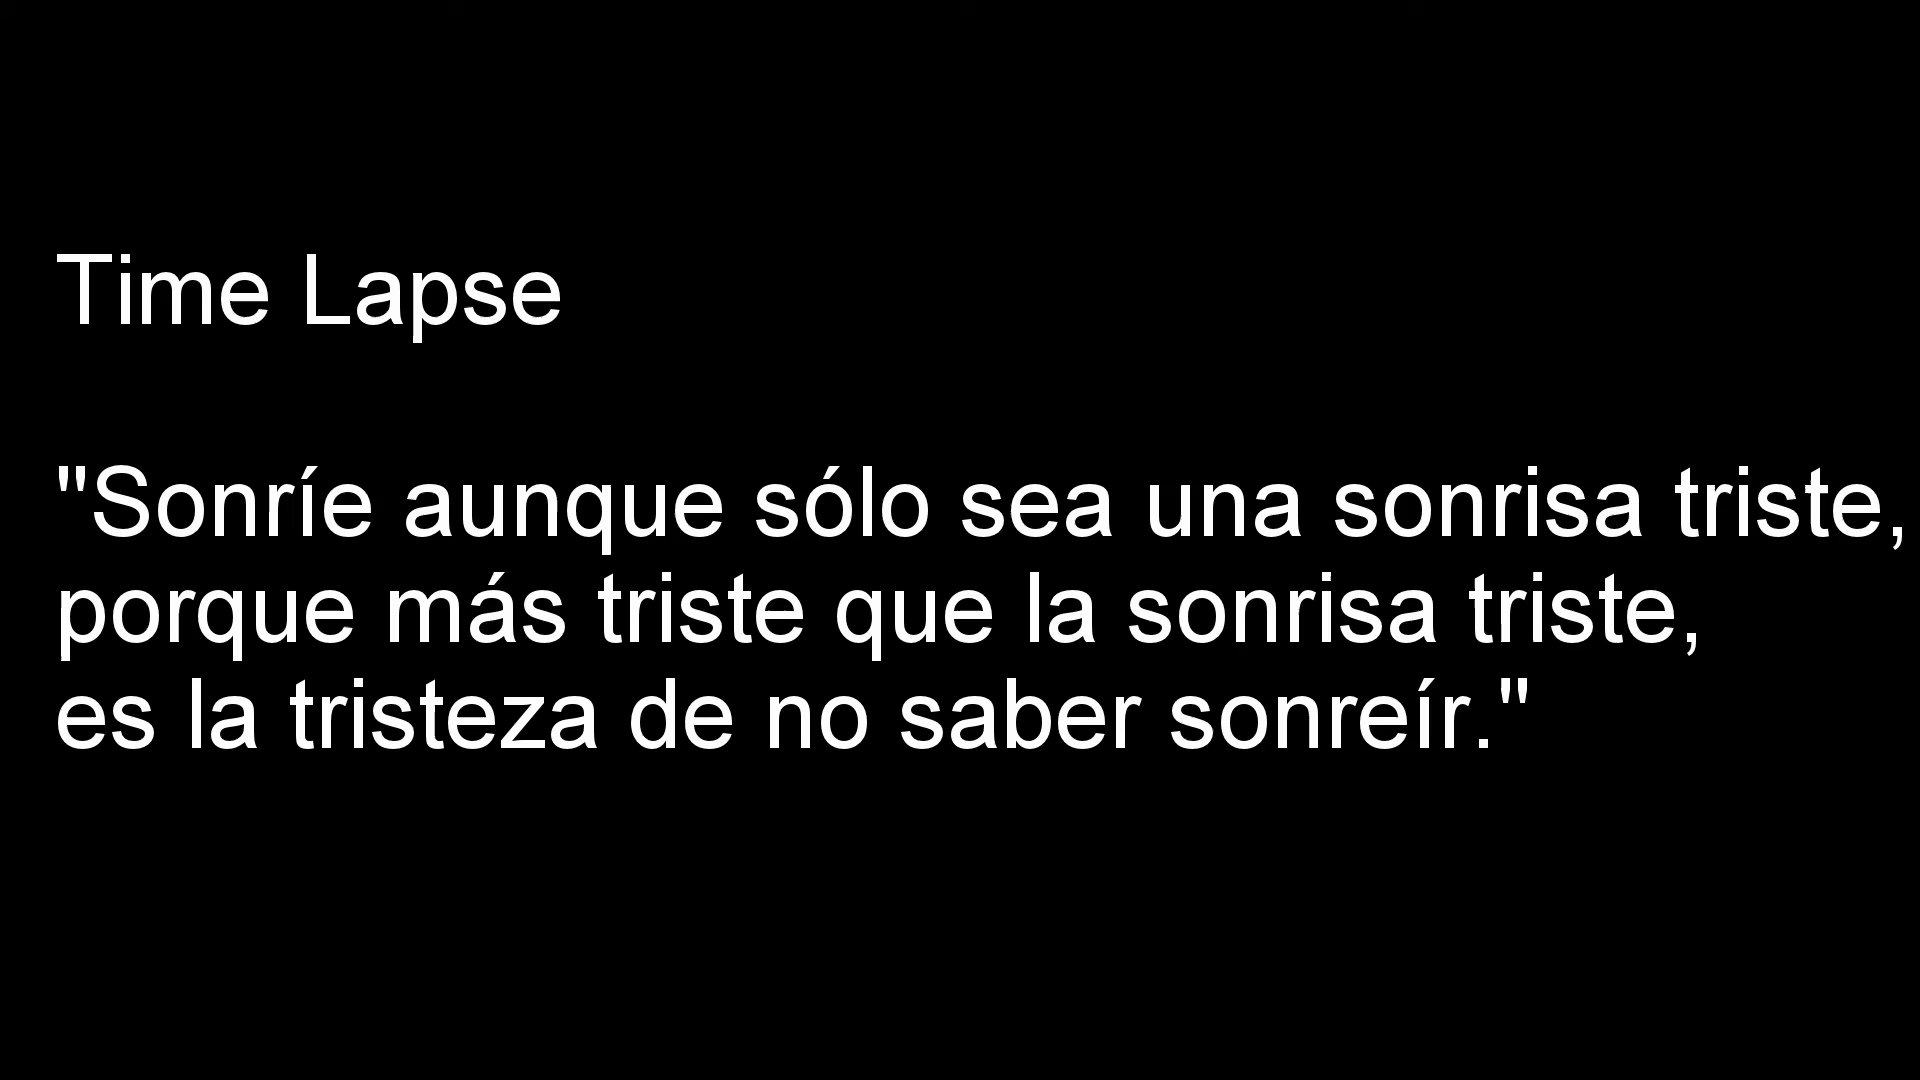 Time Lapse
"Sonríe aunque sólo sea una sonrisa triste,
porque más triste que la sonrisa triste,
es la tristeza de no saber sonreír."